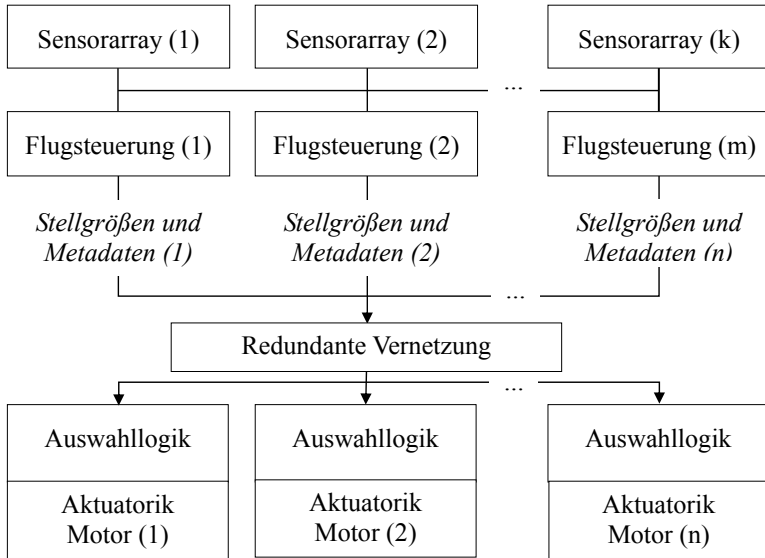 Sensorarray (1)
Sensorarray (2)
Sensorarray (k)
...
Flugsteuerung (1)
Flugsteuerung (2)
Flugsteuerung (m)
Stellgrößen und
Metadaten (1)
Stellgrößen und
Metadaten (2)
Stellgrößen und
Metadaten (n)
...
Redundante Vernetzung
...
Auswahllogik
Auswahllogik
Auswahllogik
Aktuatorik
Motor (1)
Aktuatorik
Motor (2)
Aktuatorik
Motor (n)